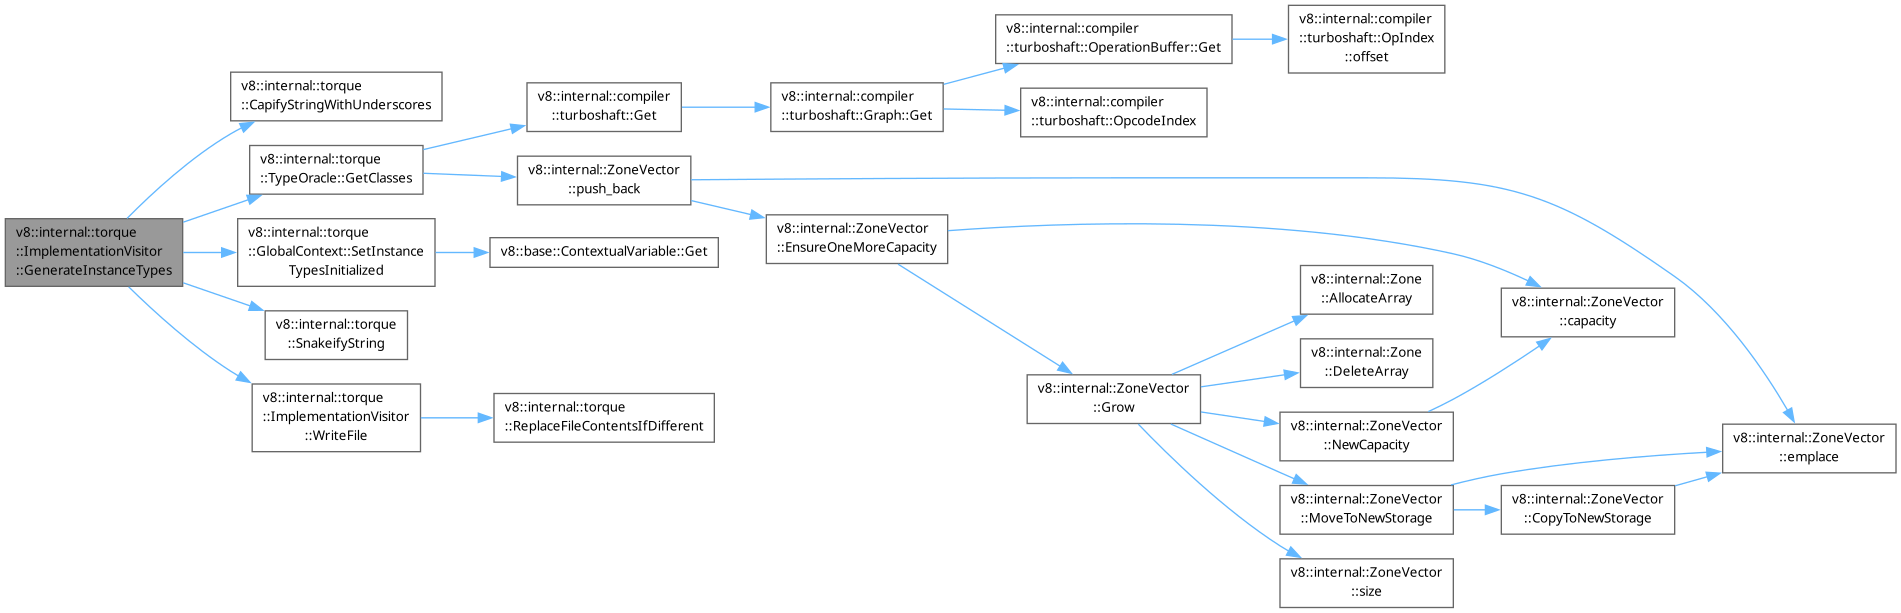 v8::internal::torque
::ImplementationVisitor
::GenerateInstanceTypes
v8::internal::torque
::CapifyStringWithUnderscores
v8::internal::torque
::TypeOracle::GetClasses
v8::internal::compiler
::turboshaft::Get
v8::internal::compiler
::turboshaft::Graph::Get
v8::internal::compiler
::turboshaft::OperationBuffer::Get
v8::internal::compiler
::turboshaft::OpIndex
::offset
v8::internal::compiler
::turboshaft::OpcodeIndex
v8::internal::ZoneVector
::push_back
v8::internal::ZoneVector
::EnsureOneMoreCapacity
v8::internal::torque
::GlobalContext::SetInstance
TypesInitialized
v8::base::ContextualVariable::Get
v8::internal::torque
::SnakeifyString
v8::internal::torque
::ImplementationVisitor
::WriteFile
v8::internal::torque
::ReplaceFileContentsIfDifferent
v8::internal::ZoneVector
::Grow
v8::internal::Zone
::AllocateArray
v8::internal::Zone
::DeleteArray
v8::internal::ZoneVector
::NewCapacity
v8::internal::ZoneVector
::MoveToNewStorage
v8::internal::ZoneVector
::size
v8::internal::ZoneVector
::capacity
v8::internal::ZoneVector
::CopyToNewStorage
v8::internal::ZoneVector
::emplace